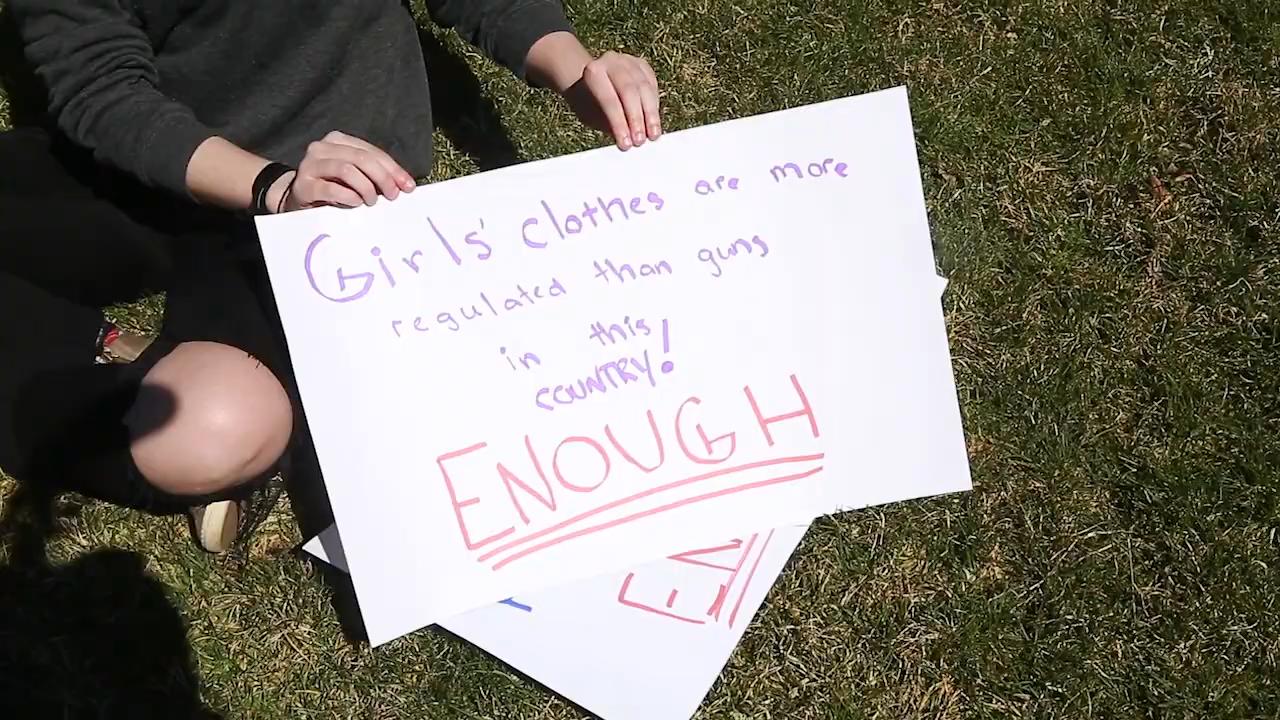 Girls' clothes are more
regulated than guns
in this
COUNTRY!
ENOUGH